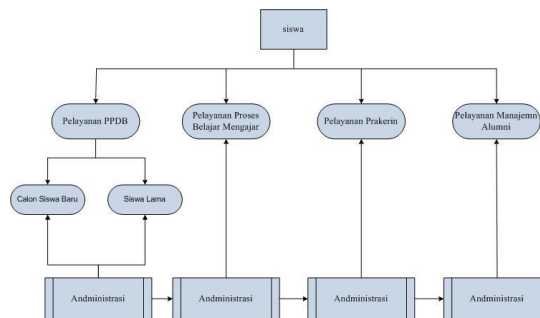 siswa
Pelayanan PPDB
Pelayanan Proses
Belajar Mengajar
Pelayanan Prakerin
Pelayanan Manajemn
Alumni
Calon Siswa Baru
Siswa Lama
Andministrasi
Andministrasi
Andministrasi
Andministrasi